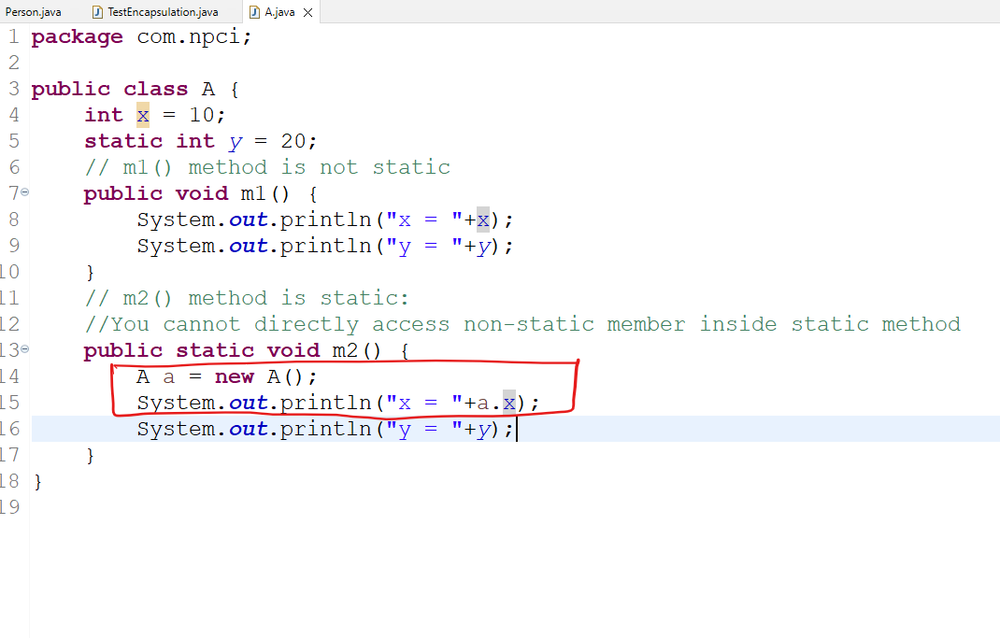 Person.java TestEncapsulation.java A.java
1 package com.npci;
2
3 public class A {
4 int x = 10;
5 static int y = 20;
6 // m1() method is not static
7 public void m1() {
8 System.out.println("x = "+x);
9 System.out.println("y = "+y);
10 }
11 // m2() method is static:
12 //You cannot directly access non-static member inside static method
13 public static void m2() {
14 A a = new A();
15 System.out.println("x = "+a.x);
16 System.out.println("y = "+y);
17 }
18 }
19